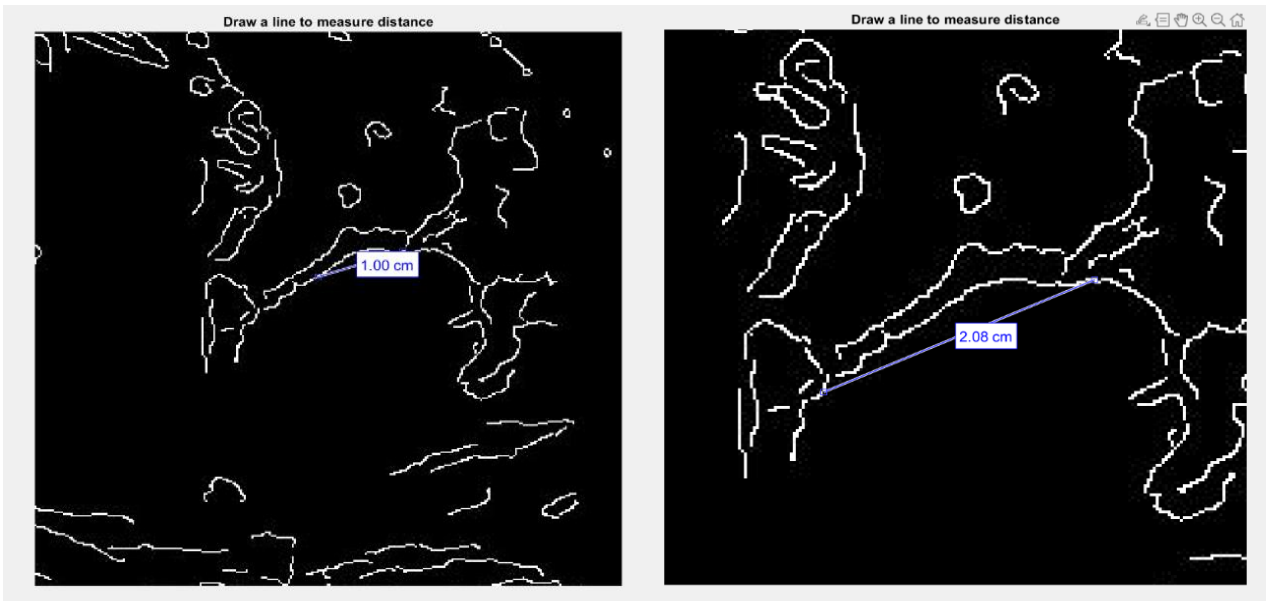 Draw a line to measure distance
1.00 cm
Draw a line to measure distance
2.08 cm